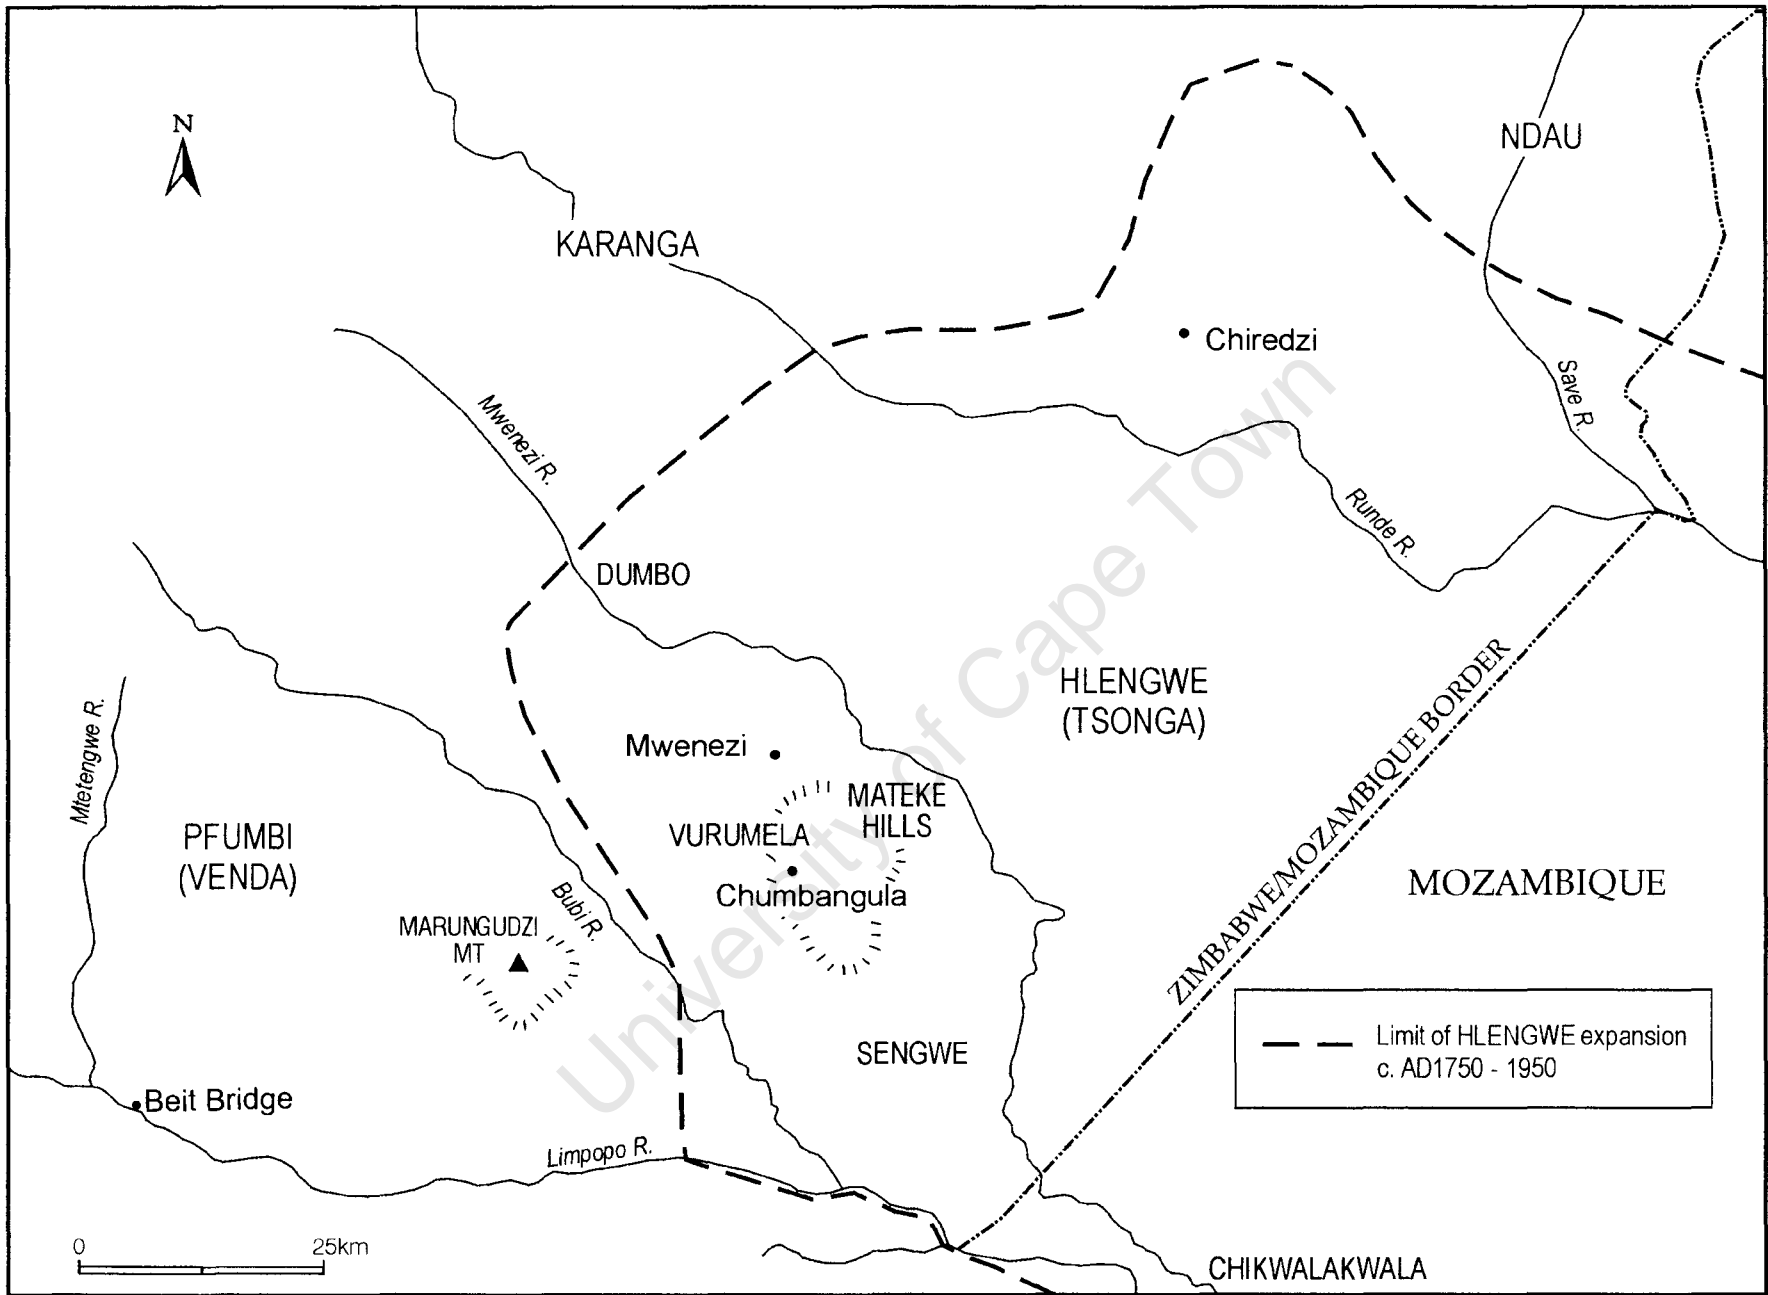 N
NDAU
KARANGA
Chiredzi
Save R.
Mwenezi R.
Runde R.
DUMBO
HLENGWE
(TSONGA)
ZIMBABWE/MOZAMBIQUE BORDER
Mtetengwe R.
Mwenezi
MATEKE
HILLS
VURUMELA
PFUMBI
(VENDA)
Chumbangula
MOZAMBIQUE
Bubi R.
MARUNGUDZI
MT
SENGWE
Limit of HLENGWE expansion
c. AD1750 - 1950
Beit Bridge
Limpopo R.
0 25km
CHIKWALAKWALA
University of Cape Town